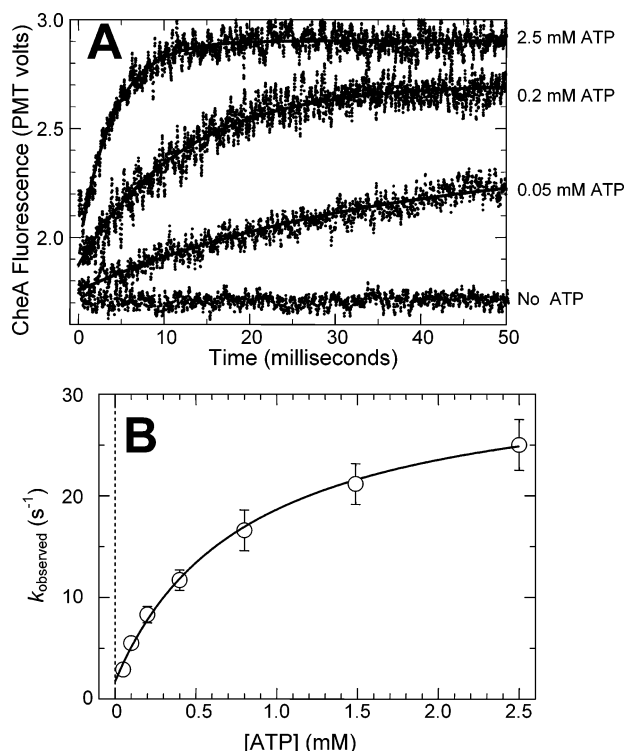 A
CheA Fluorescence (PMT volts)
3.0
2.5
2.0
2.5 mM ATP
0.2 mM ATP
0.05 mM ATP
No ATP
0 10 20 30 40 50
Time (milliseconds)
B
kobserved (s-1)
30
20
10
0
0 0.5 1.0 1.5 2.0 2.5
[ATP] (mM)